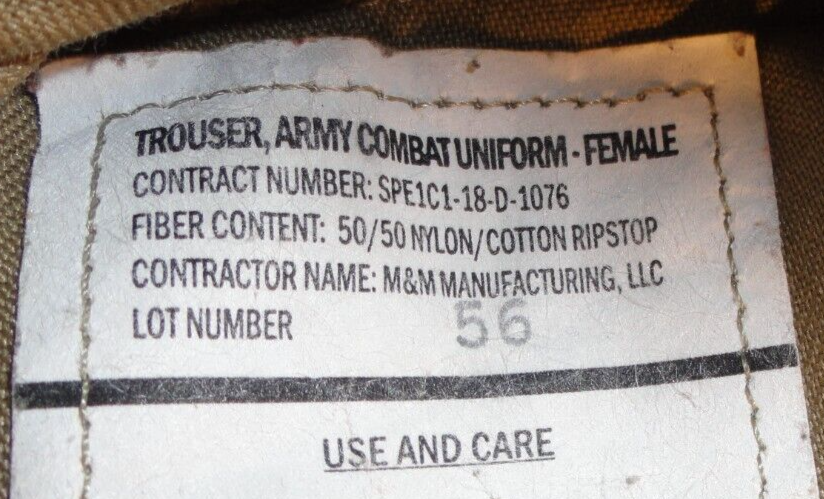 TROUSER, ARMY COMBAT UNIFORM - FEMALE
CONTRACT NUMBER: SPE1C1-18-D-1076
FIBER CONTENT: 50/50 NYLON/COTTON RIPSTOP
CONTRACTOR NAME: M&M MANUFACTURING, LLC
LOT NUMBER 56
USE AND CARE